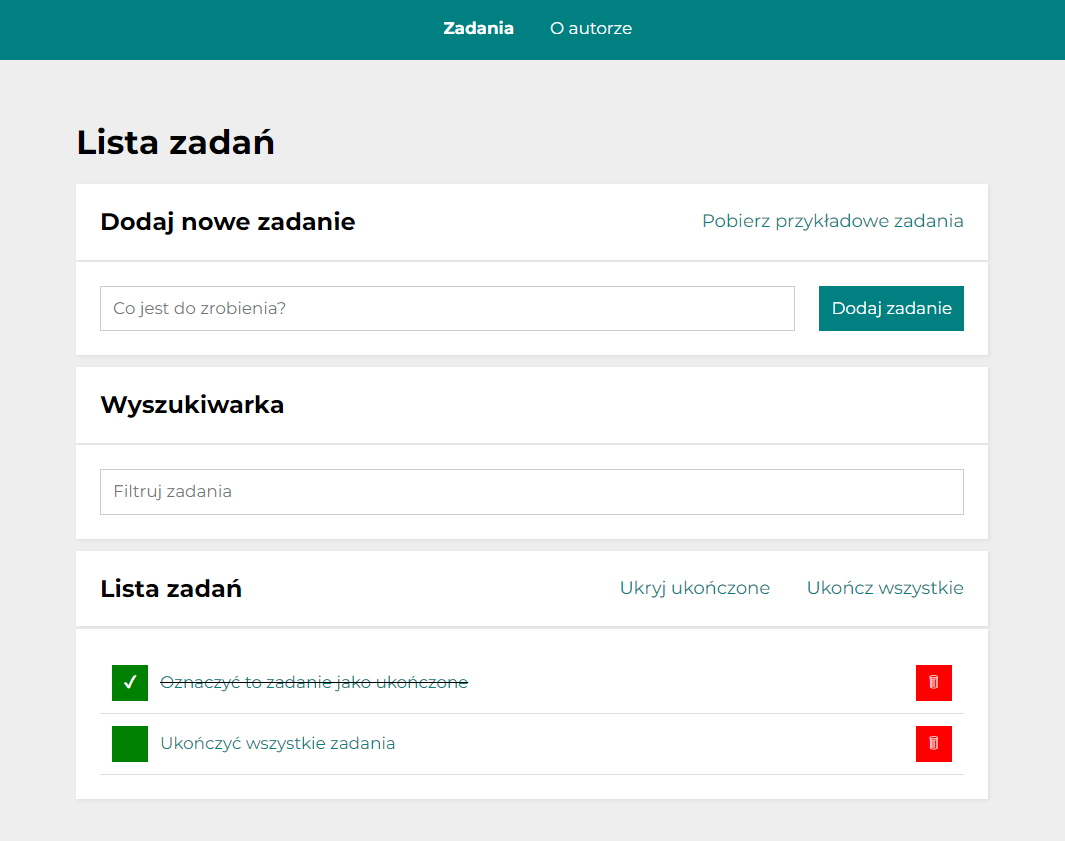 Zadania O autorze
Lista zadań
Dodaj nowe zadanie Pobierz przykładowe zadania
Co jest do zrobienia? Dodaj zadanie
Wyszukiwarka
Filtruj zadania
Lista zadań Ukryj ukończone Ukończ wszystkie
Oznaczyć to zadanie jako ukończone
Ukończyć wszystkie zadania